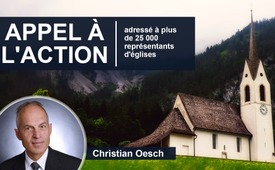 APPEL À
L'ACTION
adressé à plus
de 25 000
représentants
d'églises
Christian Oesch